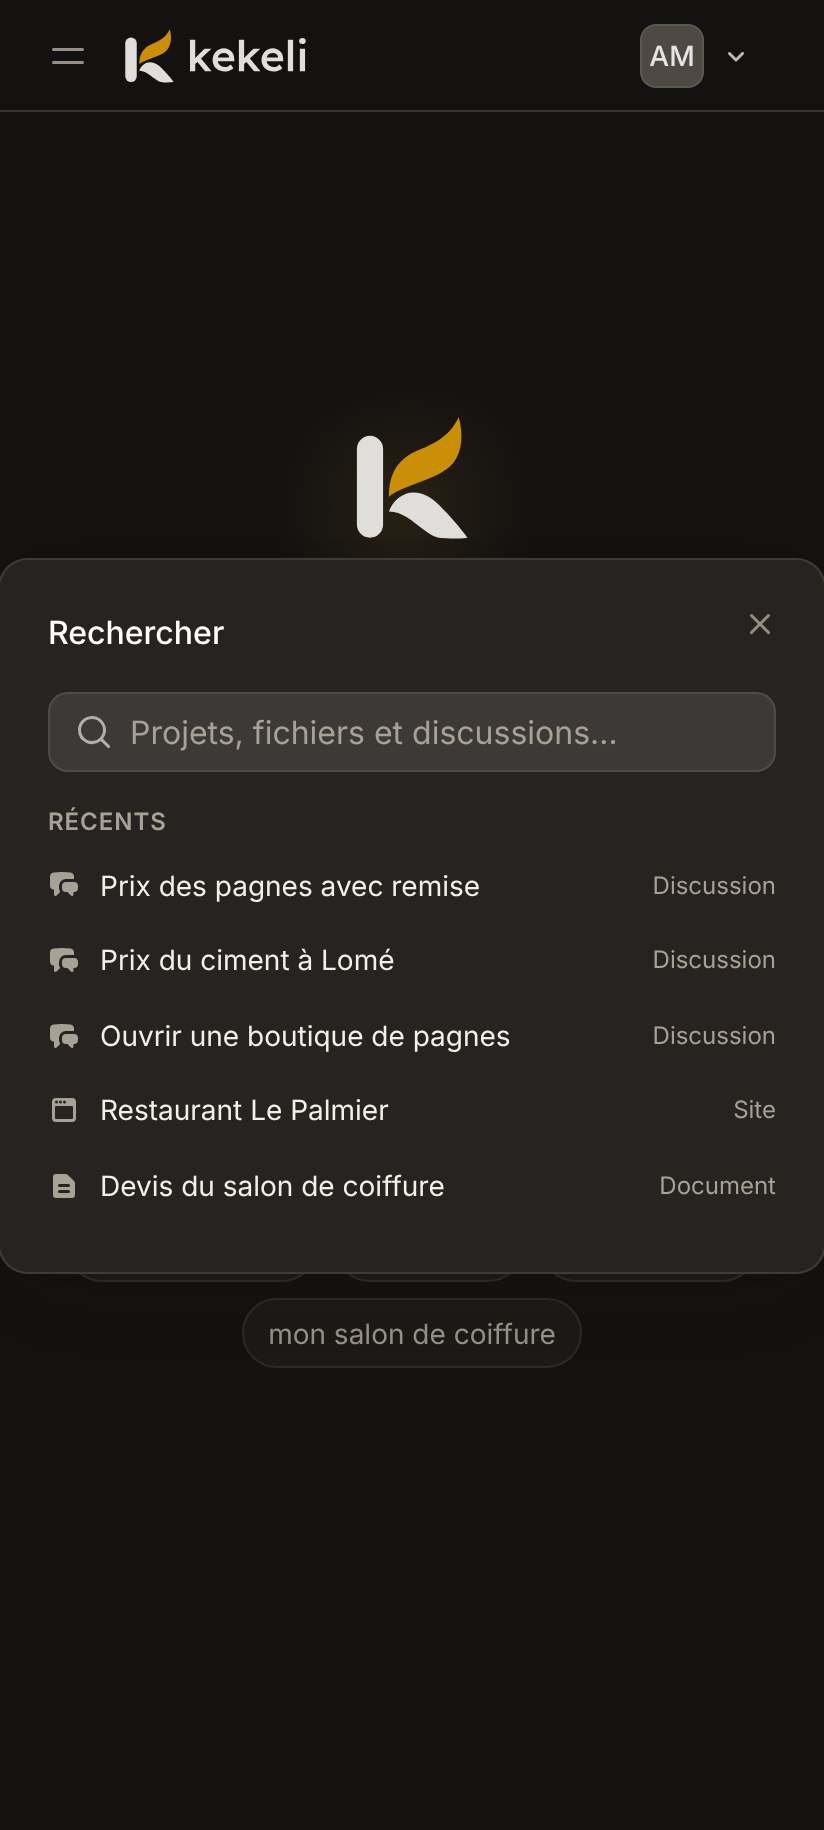 kekeli
AM
Rechercher
Projets, fichiers et discussions...
RÉCENTS
Prix des pagnes avec remise Discussion
Prix du ciment à Lomé Discussion
Ouvrir une boutique de pagnes Discussion
Restaurant Le Palmier Site
Devis du salon de coiffure Document
mon salon de coiffure